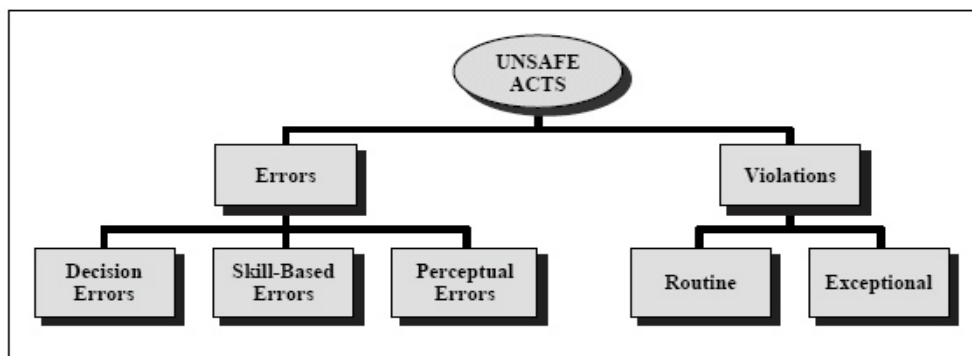 UNSAFE
ACTS
Errors
Violations
Decision
Errors
Skill-Based
Errors
Perceptual
Errors
Routine
Exceptional